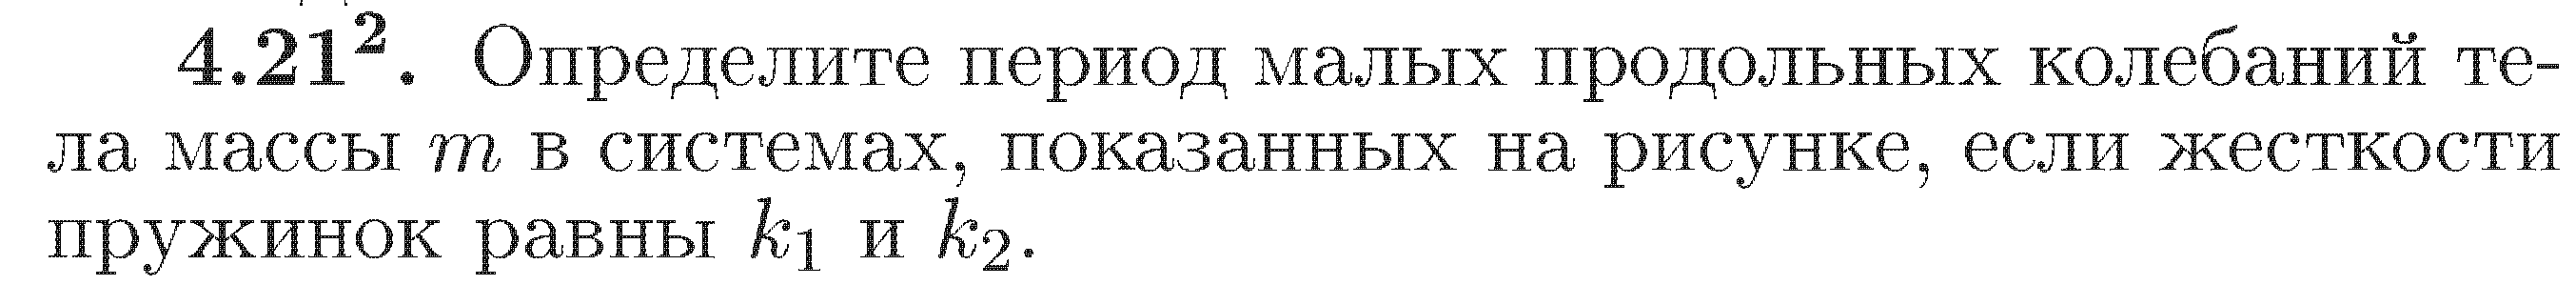 4.21². Определите период малых продольных колебаний те-
ла массы m в системах, показанных на рисунке, если жесткости
пружинок равны k₁ и k₂.